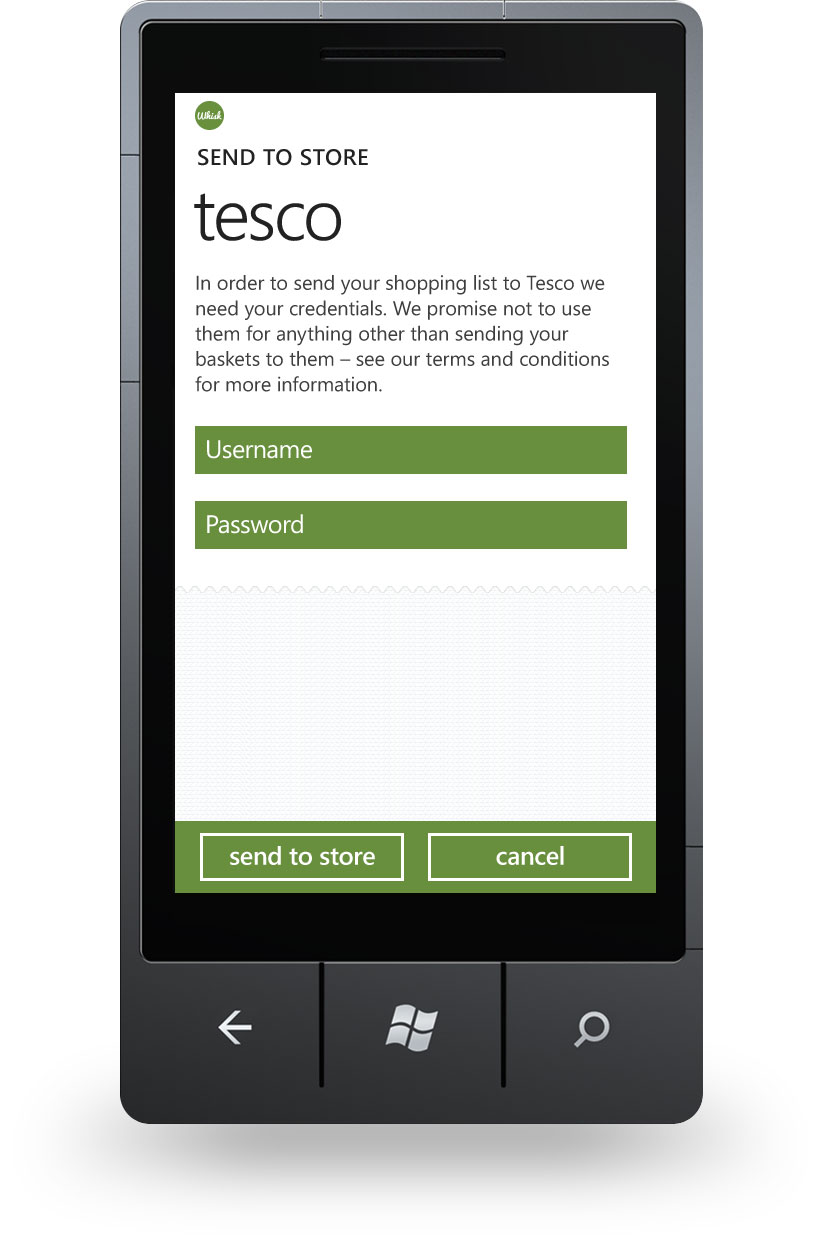 Whisk
SEND TO STORE
tesco
In order to send your shopping list to Tesco we
need your credentials. We promise not to use
them for anything other than sending your
baskets to them – see our terms and conditions
for more information.
Username
Password
send to store
cancel